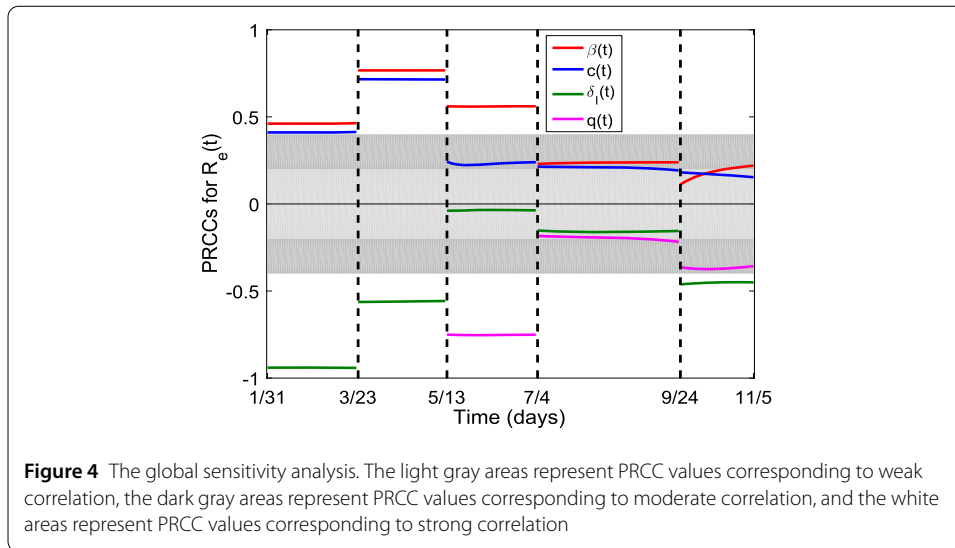 1
0.5
0
-0.5
-1
PRCCs for R_e(t)
β(t)
c(t)
δ_I(t)
q(t)
1/31 3/23 5/13 7/4 9/24 11/5
Time (days)
Figure 4 The global sensitivity analysis. The light gray areas represent PRCC values corresponding to weak
correlation, the dark gray areas represent PRCC values corresponding to moderate correlation, and the white
areas represent PRCC values corresponding to strong correlation